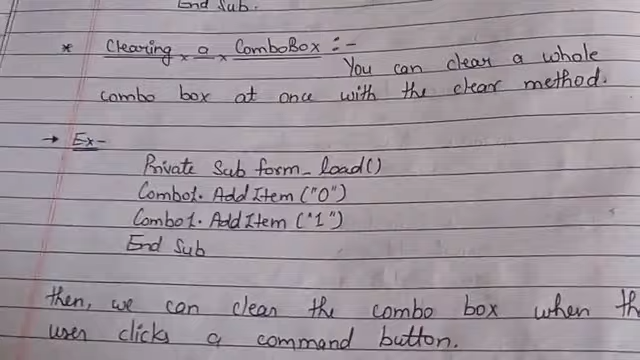 End Sub.
* Clearing a ComboBox :-
You can clear a whole
combo box at once with the clear method.
→ Ex-
Private Sub form_load()
Combo1. AddItem ("0")
Combo1. AddItem ("1")
End Sub
then, we can clear the combo box when th
user clicks a command button.